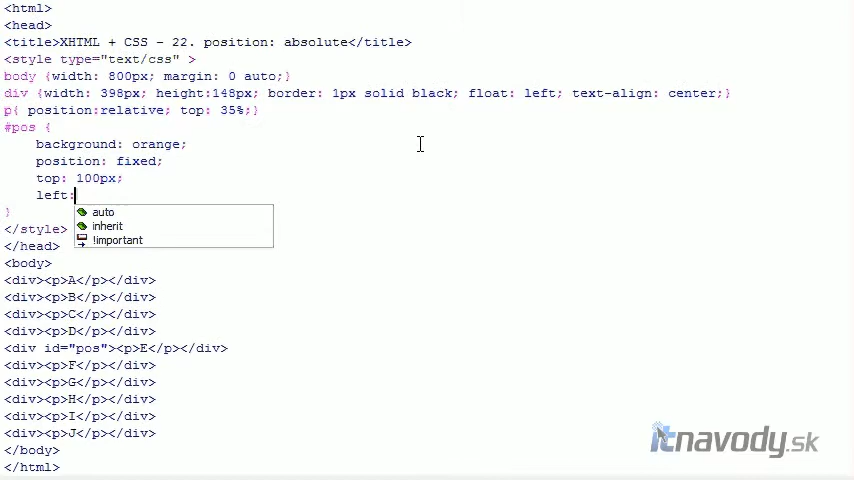 <html>
<head>
<title>XHTML + CSS - 22. position: absolute</title>
<style type="text/css" >
body {width: 800px; margin: 0 auto;}
div {width: 398px; height:148px; border: 1px solid black; float: left; text-align: center;}
p{ position:relative; top: 35%;}
#pos {
background: orange;
position: fixed;
top: 100px;
left:
auto
}
inherit
</style>
!important
</head>
<body>
<div><p>A</p></div>
<div><p>B</p></div>
<div><p>C</p></div>
<div><p>D</p></div>
<div id="pos"><p>E</p></div>
<div><p>F</p></div>
<div><p>G</p></div>
<div><p>H</p></div>
<div><p>I</p></div>
<div><p>J</p></div>
itnavody.sk
</body>
</html>